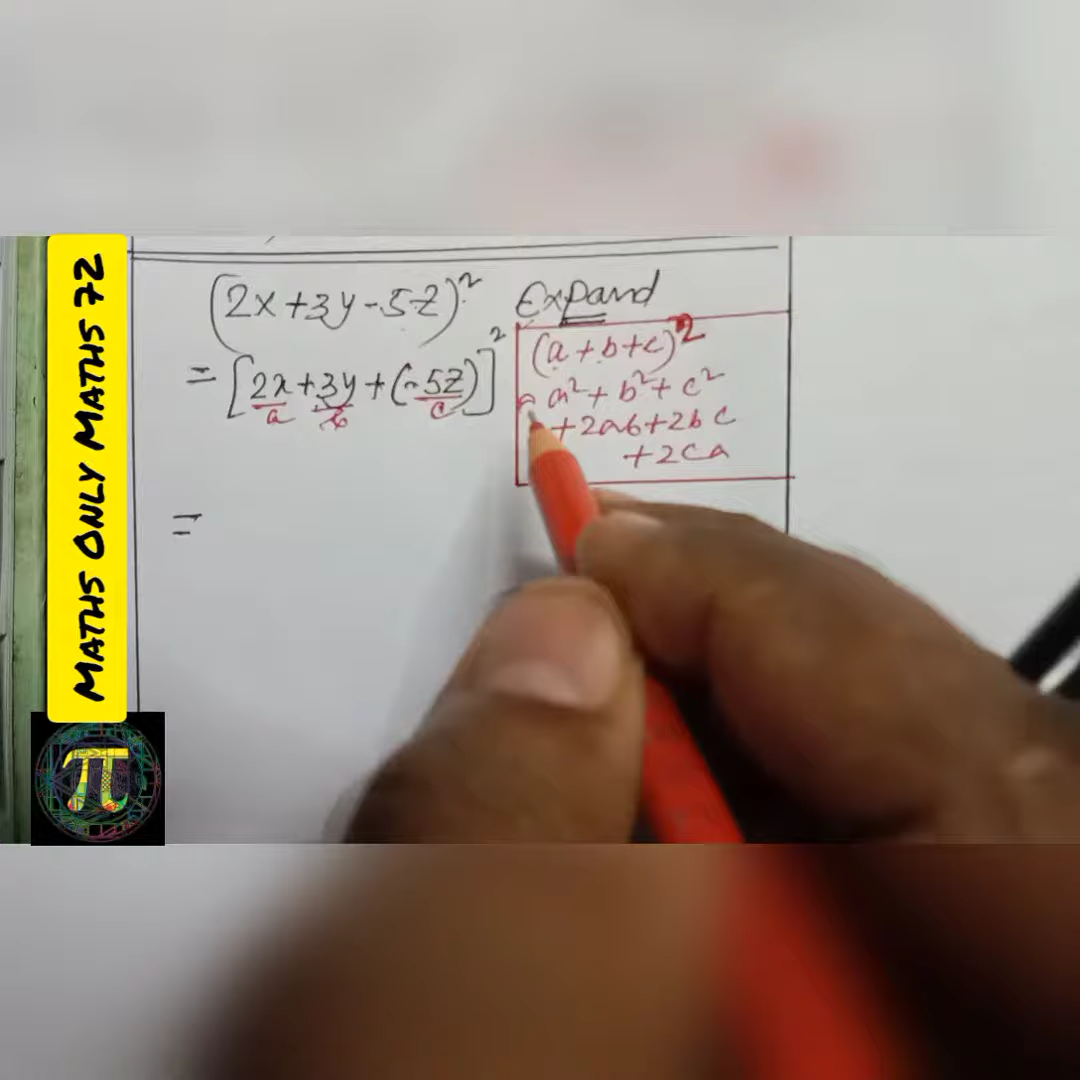 MATHS ONLY MATHS 72
π
(2x+3y-5z)² Expand
= [2x+3y+(-5z)]²
a b c
(a+b+c)²
= a²+b²+c²
+2ab+2bc
+2ca
=